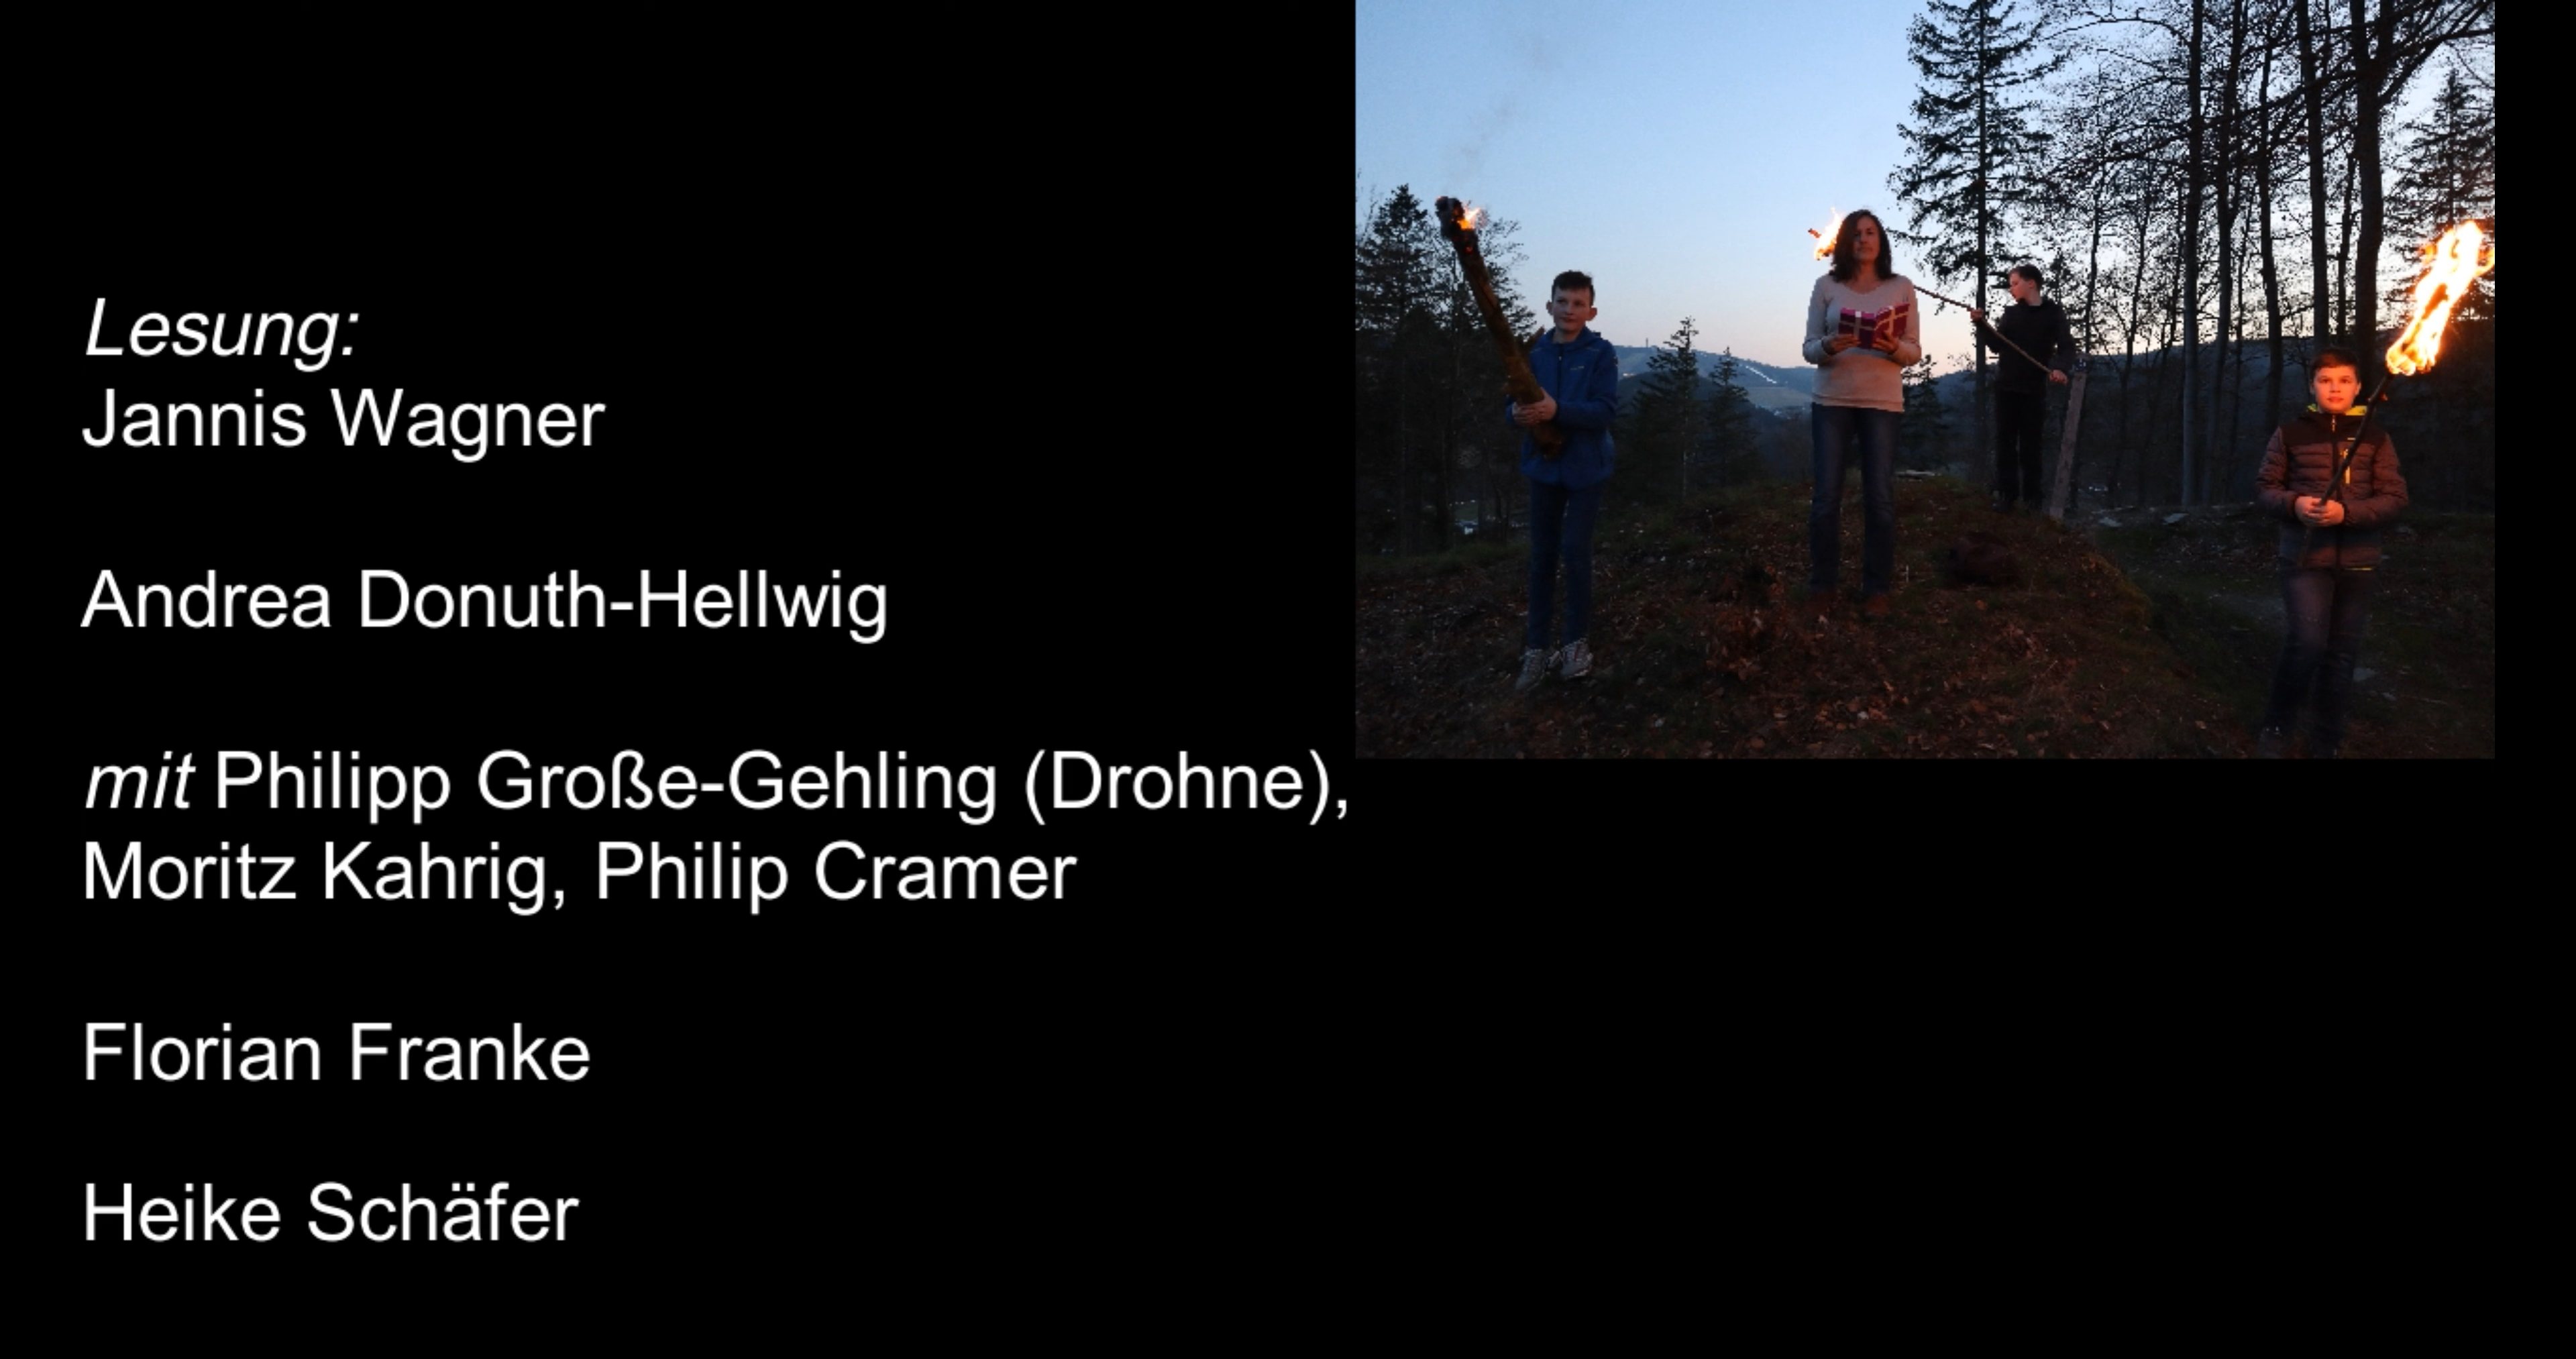 Lesung:
Jannis Wagner
Andrea Donuth-Hellwig
mit Philipp Große-Gehling (Drohne),
Moritz Kahrig, Philip Cramer
Florian Franke
Heike Schäfer